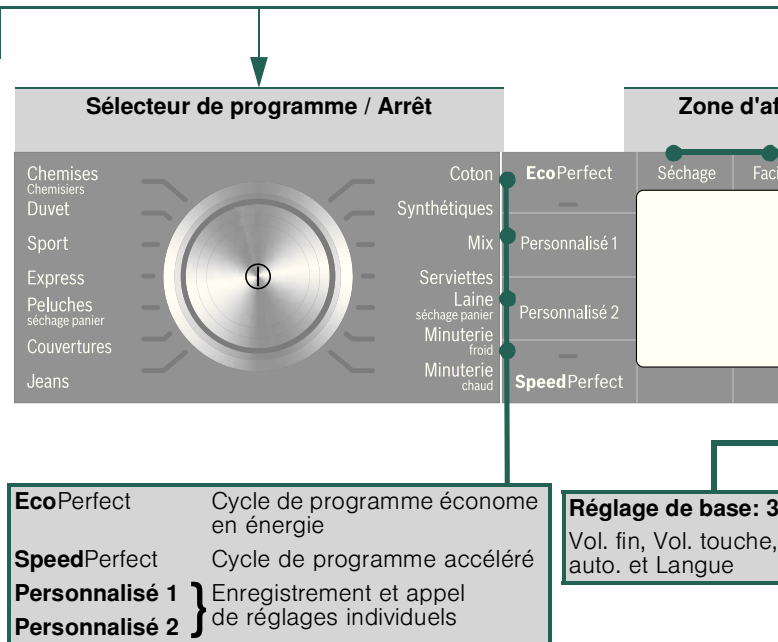 Sélecteur de programme / Arrêt
Zone d'af
Chemises
Chemisiers
Duvet
Sport
Express
Peluches
séchage panier
Couvertures
Jeans
Coton
Synthétiques
Mix
Serviettes
Laine
séchage panier
Minuterie
froid
Minuterie
chaud
EcoPerfect
Personnalisé 1
Personnalisé 2
SpeedPerfect
Séchage
Faci
EcoPerfect Cycle de programme économe
en énergie
SpeedPerfect Cycle de programme accéléré
Personnalisé 1 } Enregistrement et appel
Personnalisé 2 de réglages individuels
Réglage de base: 3
Vol. fin, Vol. touche,
auto. et Langue